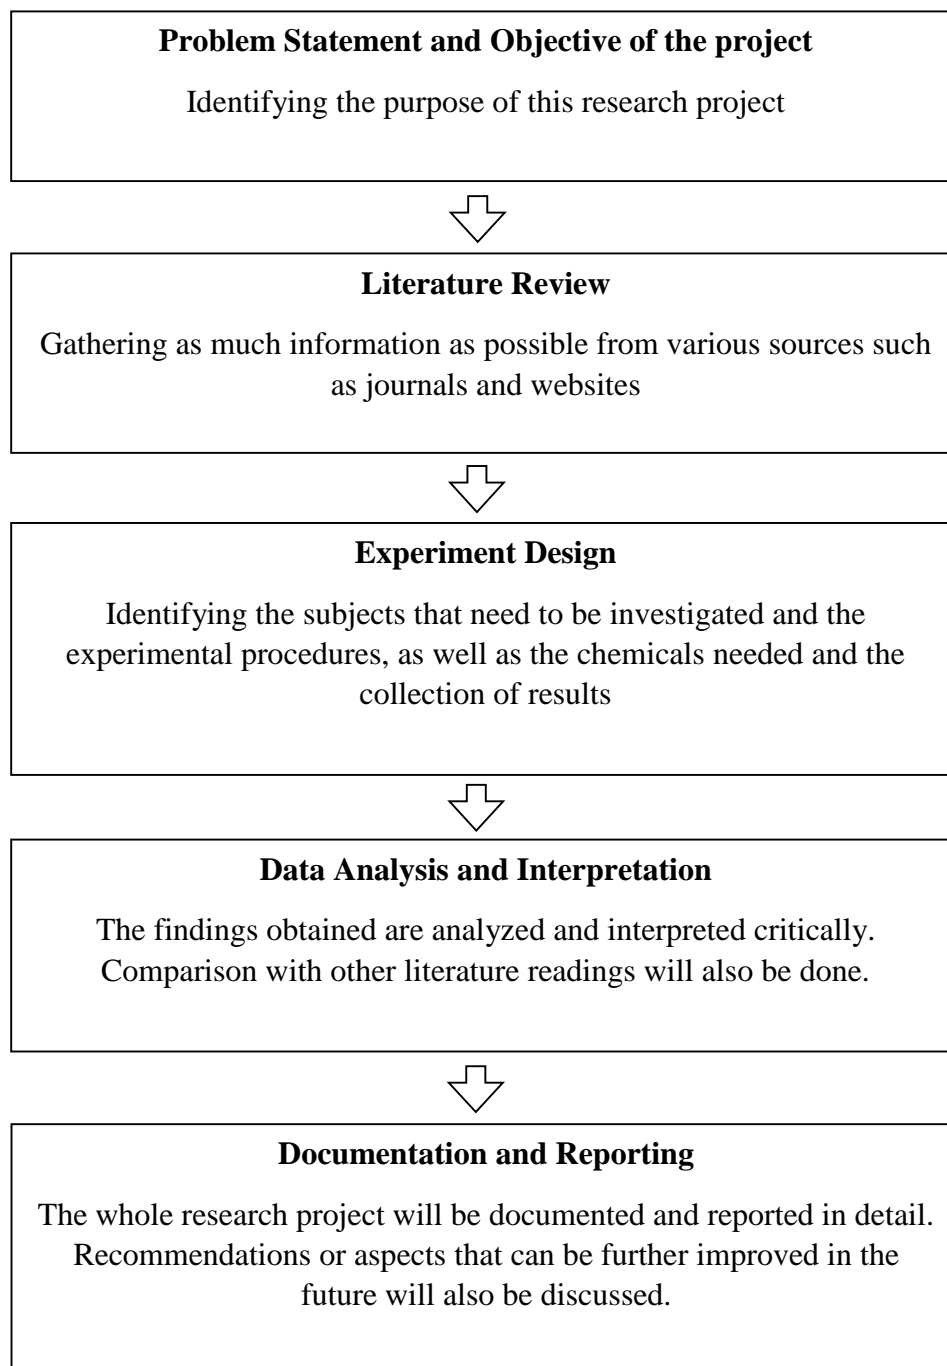 Problem Statement and Objective of the project
Identifying the purpose of this research project
Literature Review
Gathering as much information as possible from various sources such
as journals and websites
Experiment Design
Identifying the subjects that need to be investigated and the
experimental procedures, as well as the chemicals needed and the
collection of results
Data Analysis and Interpretation
The findings obtained are analyzed and interpreted critically.
Comparison with other literature readings will also be done.
Documentation and Reporting
The whole research project will be documented and reported in detail.
Recommendations or aspects that can be further improved in the
future will also be discussed.